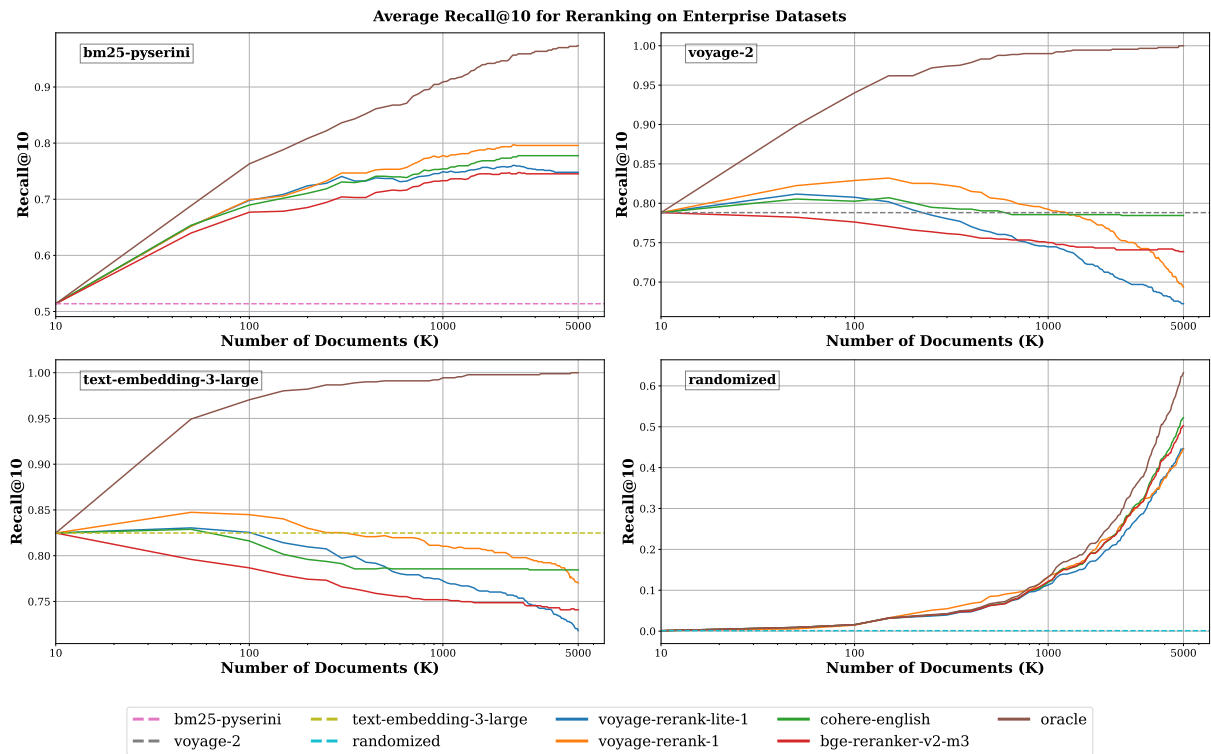 Average Recall@10 for Reranking on Enterprise Datasets
bm25-pyserini
Recall@10
0.9
0.8
0.7
0.6
0.5
10
100
1000
5000
Number of Documents (K)
voyage-2
Recall@10
1.00
0.95
0.90
0.85
0.80
0.75
0.70
10
100
1000
5000
Number of Documents (K)
text-embedding-3-large
Recall@10
1.00
0.95
0.90
0.85
0.80
0.75
10
100
1000
5000
Number of Documents (K)
randomized
Recall@10
0.6
0.5
0.4
0.3
0.2
0.1
0.0
10
100
1000
5000
Number of Documents (K)
bm25-pyserini
voyage-2
text-embedding-3-large
randomized
voyage-rerank-lite-1
voyage-rerank-1
cohere-english
bge-reranker-v2-m3
oracle